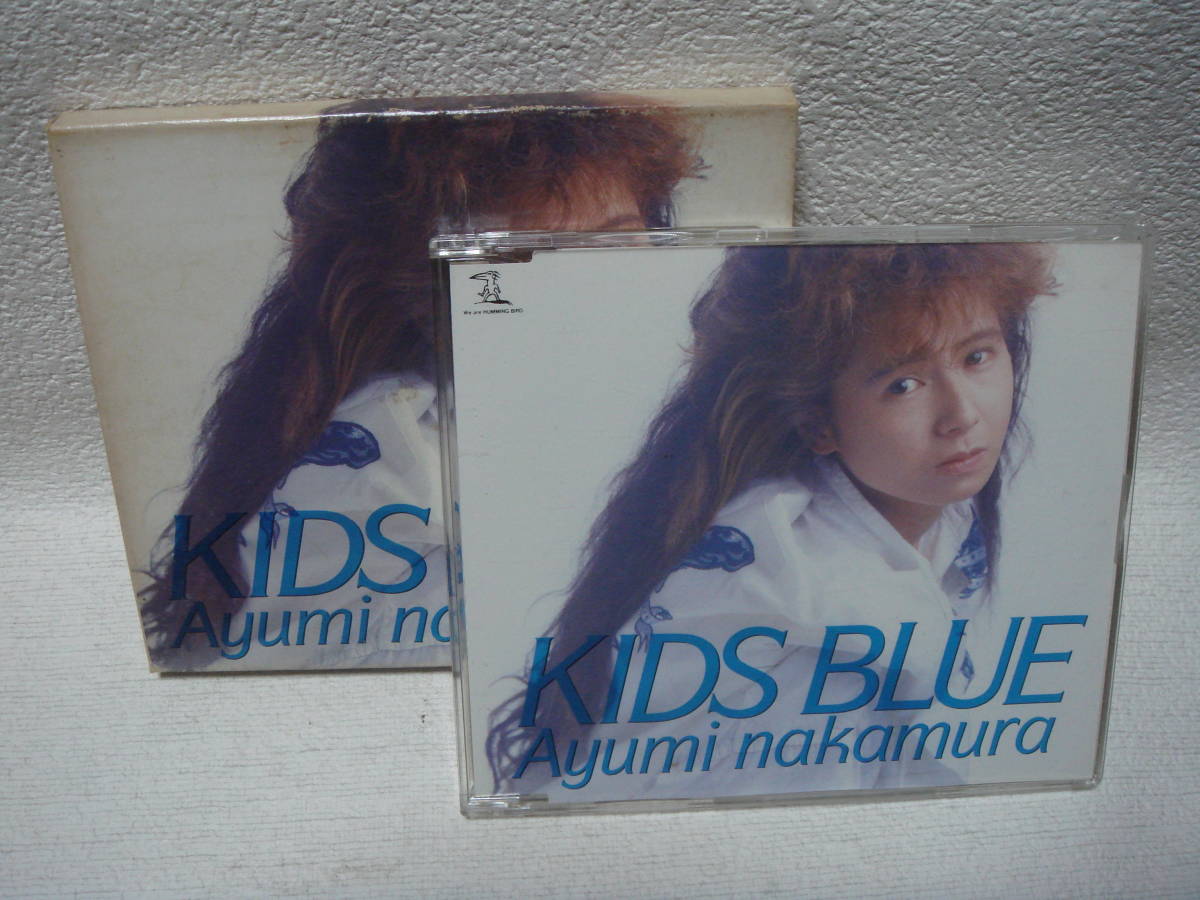 KIDS
Ayumi na
We are HUMMING BIRD
KIDS BLUE
Ayumi nakamura